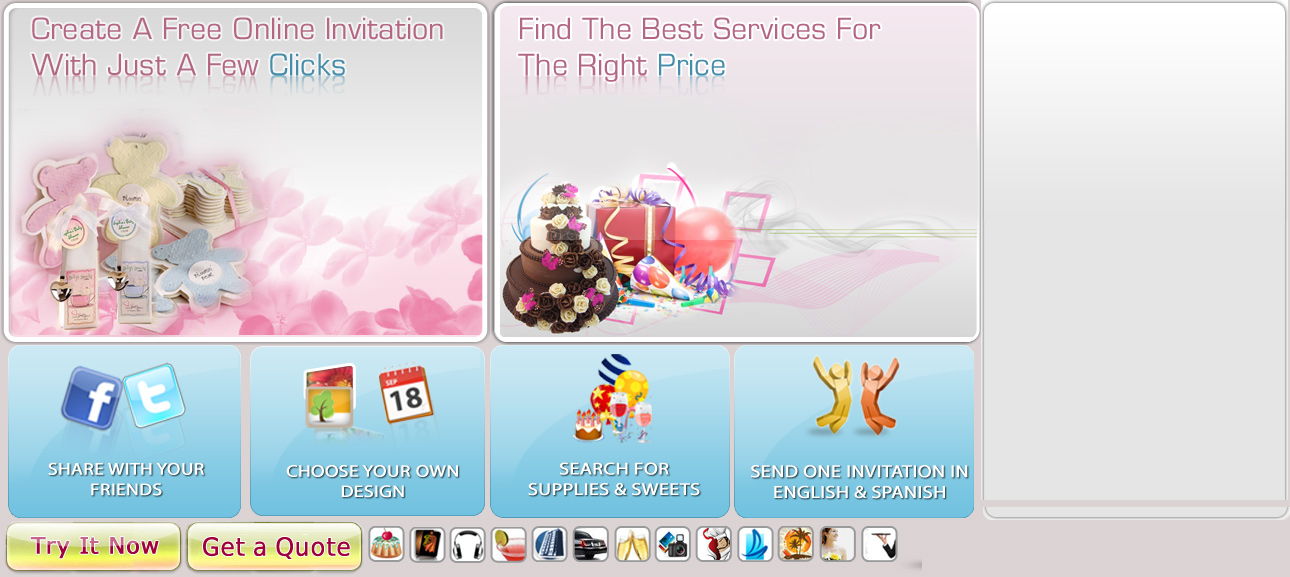 Create A Free Online Invitation
With Just A Few Clicks
Find The Best Services For
The Right Price
SHARE WITH YOUR
FRIENDS
SEP
18
CHOOSE YOUR OWN
DESIGN
SEARCH FOR
SUPPLIES & SWEETS
SEND ONE INVITATION IN
ENGLISH & SPANISH
Try It Now
Get a Quote